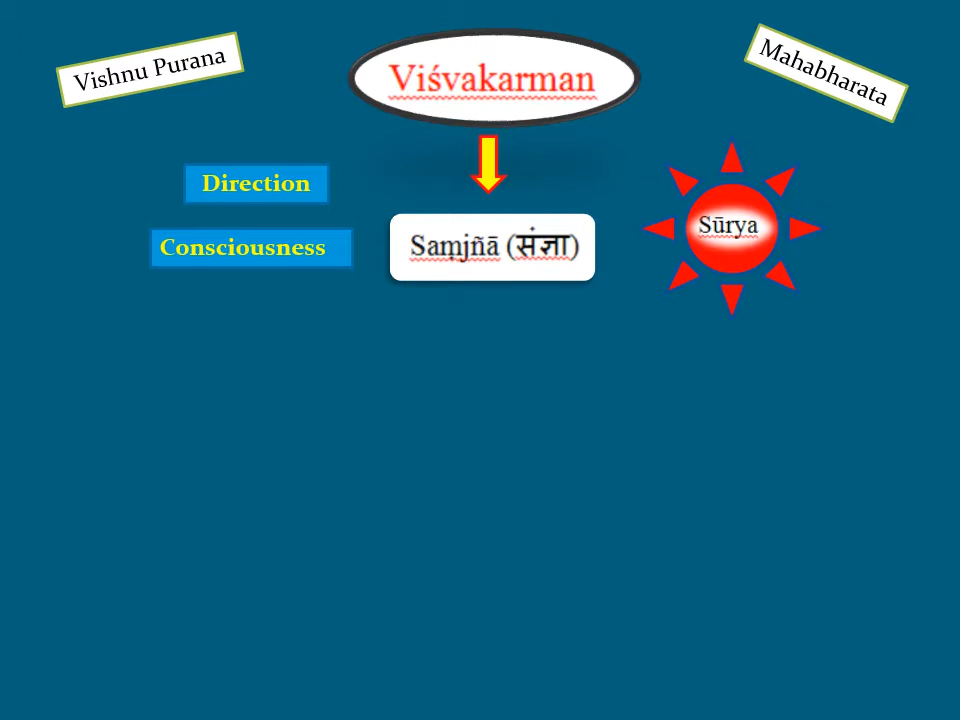 Vishnu Purana
Viśvakarman
Mahabharata
Direction
Consciousness
Saṃjñā (संज्ञा)
Sūrya